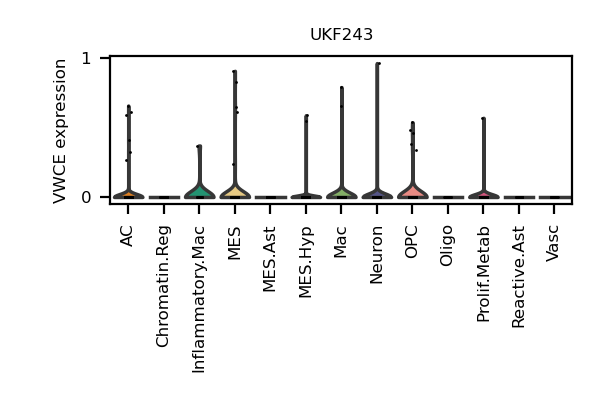 UKF243
VWCE expression
1
0
AC
Chromatin.Reg
Inflammatory.Mac
MES
MES.Ast
MES.Hyp
Mac
Neuron
OPC
Oligo
Prolif.Metab
Reactive.Ast
Vasc